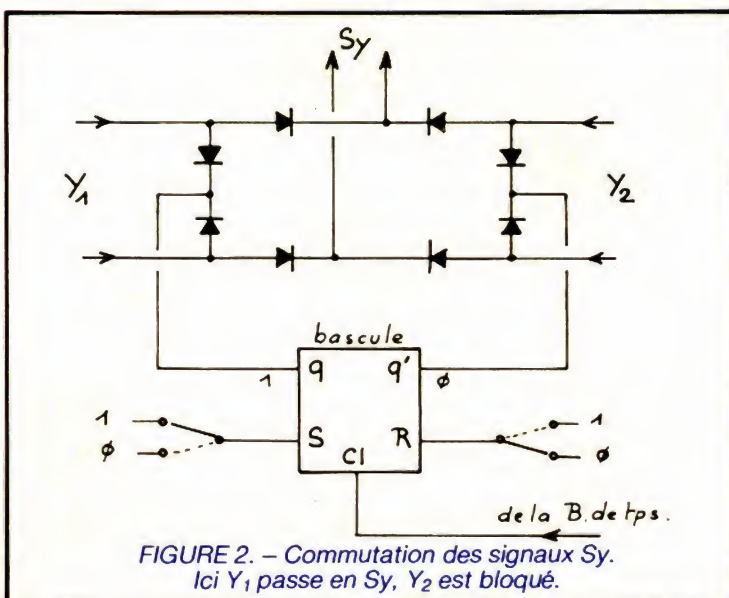 Sy
Y1
Y2
bascule
1 q q' ϕ
1 1
S R
ϕ ϕ
Cl
de la B. de tps.
FIGURE 2. – Commutation des signaux Sy.
Ici Y1 passe en Sy, Y2 est bloqué.